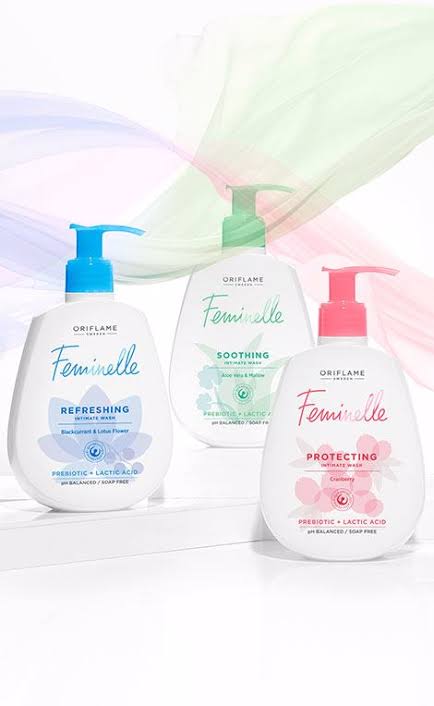 ORIFLAME
SWEDEN
Feminelle
REFRESHING
INTIMATE WASH
Blackcurrant & Lotus Flower
PREBIOTIC + LACTIC ACID
pH BALANCED / SOAP FREE
ORIFLAME
SWEDEN
Feminelle
SOOTHING
INTIMATE WASH
Aloe Vera & Mallow
PREBIOTIC + LACTIC A
pH BALANCED / SOAP FR
ORIFLAME
SWEDEN
Feminelle
PROTECTING
INTIMATE WASH
Cranberry
PREBIOTIC + LACTIC ACID
pH BALANCED / SOAP FREE